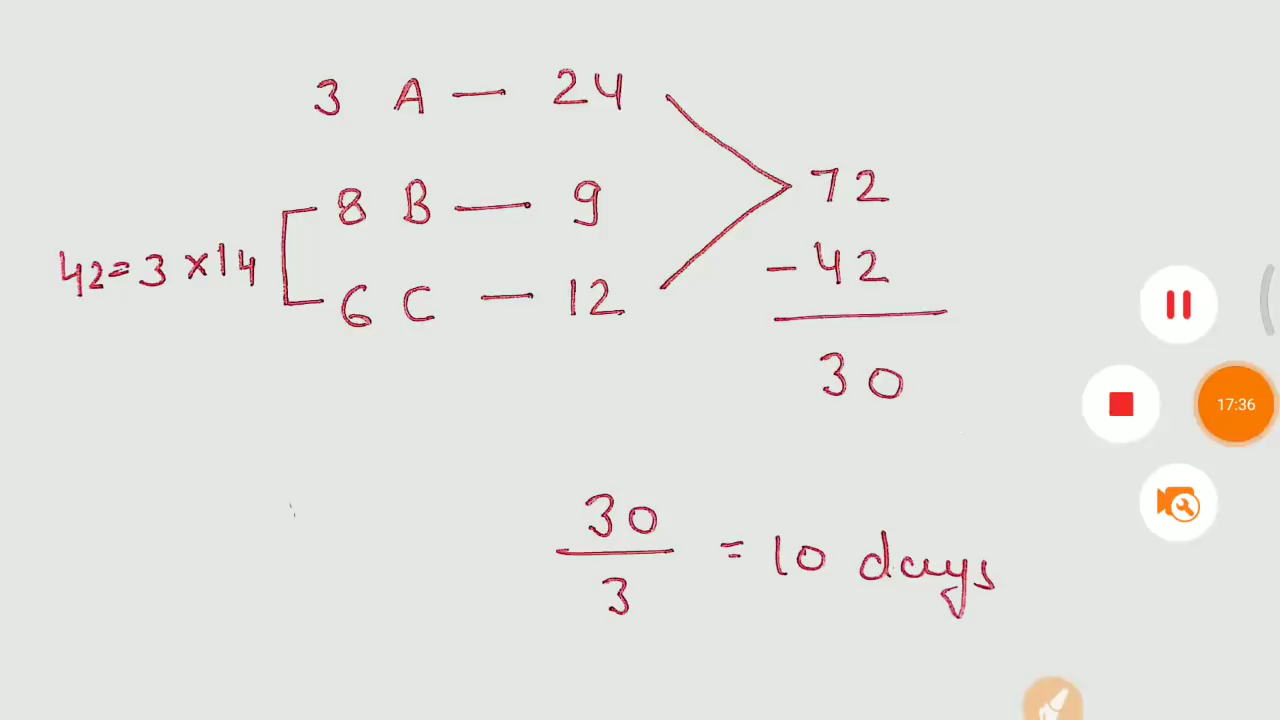 3 A — 24
8 B — 9
6 C — 12
42 = 3 × 14
72
- 42
30
30
3
= 10 days
17:36